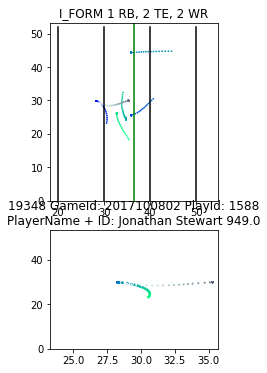 I_FORM 1 RB, 2 TE, 2 WR
50
40
30
20
10
0
20 30 40 50
19348 GameId: 2017100802 PlayId: 1588
PlayerName + ID: Jonathan Stewart 949.0
40
20
0
25.0 27.5 30.0 32.5 35.0